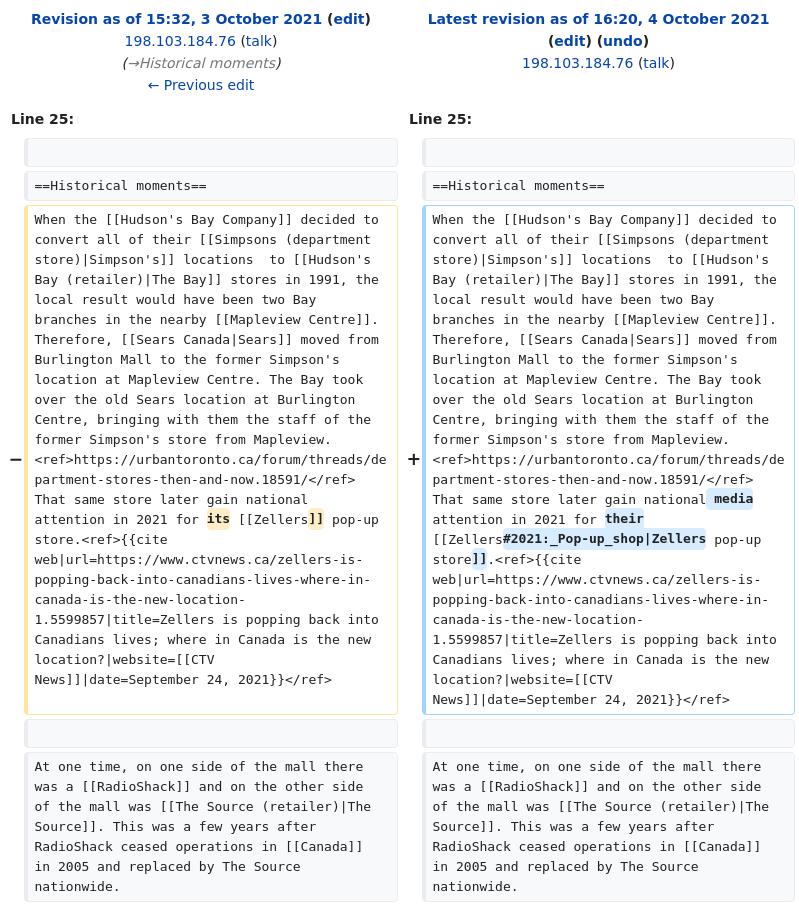 Revision as of 15:32, 3 October 2021 (edit)
198.103.184.76 (talk)
(→Historical moments)
← Previous edit
Latest revision as of 16:20, 4 October 2021
(edit) (undo)
198.103.184.76 (talk)
Line 25:
Line 25:
==Historical moments==
==Historical moments==
−
When the [[Hudson's Bay Company]] decided to
convert all of their [[Simpsons (department
store)|Simpson's]] locations  to [[Hudson's
Bay (retailer)|The Bay]] stores in 1991, the
local result would have been two Bay
branches in the nearby [[Mapleview Centre]].
Therefore, [[Sears Canada|Sears]] moved from
Burlington Mall to the former Simpson's
location at Mapleview Centre. The Bay took
over the old Sears location at Burlington
Centre, bringing with them the staff of the
former Simpson's store from Mapleview.
<ref>https://urbantoronto.ca/forum/threads/de
partment-stores-then-and-now.18591/</ref>
That same store later gain national
attention in 2021 for its [[Zellers]] pop-up
store.<ref>{{cite
web|url=https://www.ctvnews.ca/zellers-is-
popping-back-into-canadians-lives-where-in-
canada-is-the-new-location-
1.5599857|title=Zellers is popping back into
Canadians lives; where in Canada is the new
location?|website=[[CTV
News]]|date=September 24, 2021}}</ref>
+
When the [[Hudson's Bay Company]] decided to
convert all of their [[Simpsons (department
store)|Simpson's]] locations  to [[Hudson's
Bay (retailer)|The Bay]] stores in 1991, the
local result would have been two Bay
branches in the nearby [[Mapleview Centre]].
Therefore, [[Sears Canada|Sears]] moved from
Burlington Mall to the former Simpson's
location at Mapleview Centre. The Bay took
over the old Sears location at Burlington
Centre, bringing with them the staff of the
former Simpson's store from Mapleview.
<ref>https://urbantoronto.ca/forum/threads/de
partment-stores-then-and-now.18591/</ref>
That same store later gain national media
attention in 2021 for their
[[Zellers#2021:_Pop-up_shop|Zellers pop-up
store]].<ref>{{cite
web|url=https://www.ctvnews.ca/zellers-is-
popping-back-into-canadians-lives-where-in-
canada-is-the-new-location-
1.5599857|title=Zellers is popping back into
Canadians lives; where in Canada is the new
location?|website=[[CTV
News]]|date=September 24, 2021}}</ref>
At one time, on one side of the mall there
was a [[RadioShack]] and on the other side
of the mall was [[The Source (retailer)|The
Source]]. This was a few years after
RadioShack ceased operations in [[Canada]]
in 2005 and replaced by The Source
nationwide.
At one time, on one side of the mall there
was a [[RadioShack]] and on the other side
of the mall was [[The Source (retailer)|The
Source]]. This was a few years after
RadioShack ceased operations in [[Canada]]
in 2005 and replaced by The Source
nationwide.